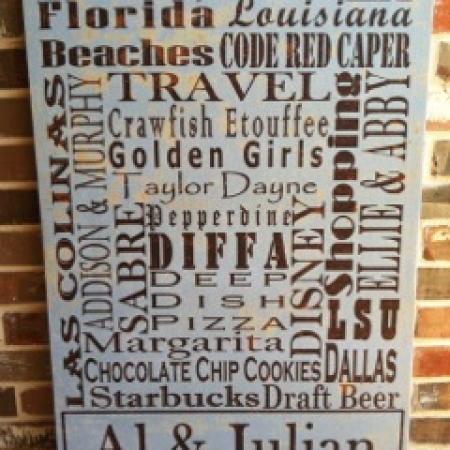 Florida Louisiana
Beaches CODE RED CAPER
TRAVEL
Crawfish Etouffee
Golden Girls
Taylor Dayne
Pepperdine
DIFFA
DEEP
DISH
PIZZA
LAS COLINAS
ADDISON & MURPHY
SABRE
DISNEY
Shopping
ELLIE & ABBY
LSU
Margarita
CHOCOLATE CHIP COOKIES DALLAS
Starbucks Draft Beer
Al & Julian